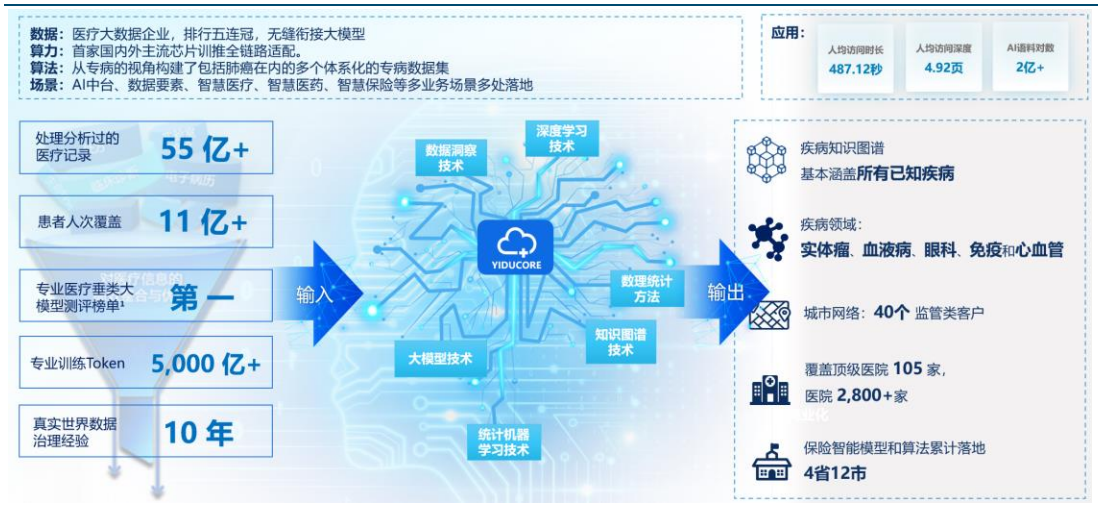 数据：医疗大数据企业，排行五连冠，无缝衔接大模型
算力：首家国内外主流芯片训推全链路适配。
算法：从专病的视角构建了包括肺癌在内的多个体系化的专病数据集
场景：AI中台、数据要素、智慧医疗、智慧医药、智慧保险等多业务场景多处落地
应用：
人均访问时长
487.12秒
人均访问深度
4.92页
AI语料对数
2亿+
处理分析过的
医疗记录
55 亿+
电子病历
患者人次覆盖
11 亿+
对医疗信息的
专业医疗垂类大
模型测评榜单¹
第一
专业训练Token
5,000 亿+
真实世界数据
治理经验
10 年
输入
数据洞察
技术
深度学习
技术
YIDUCORE
数理统计
方法
知识图谱
技术
大模型技术
统计机器
学习技术
输出
疾病知识图谱
基本涵盖所有已知疾病
疾病领域：
实体瘤、血液病、眼科、免疫和心血管
城市网络：40个 监管类客户
覆盖顶级医院 105 家，
医院 2,800+家
保险智能模型和算法累计落地
4省12市